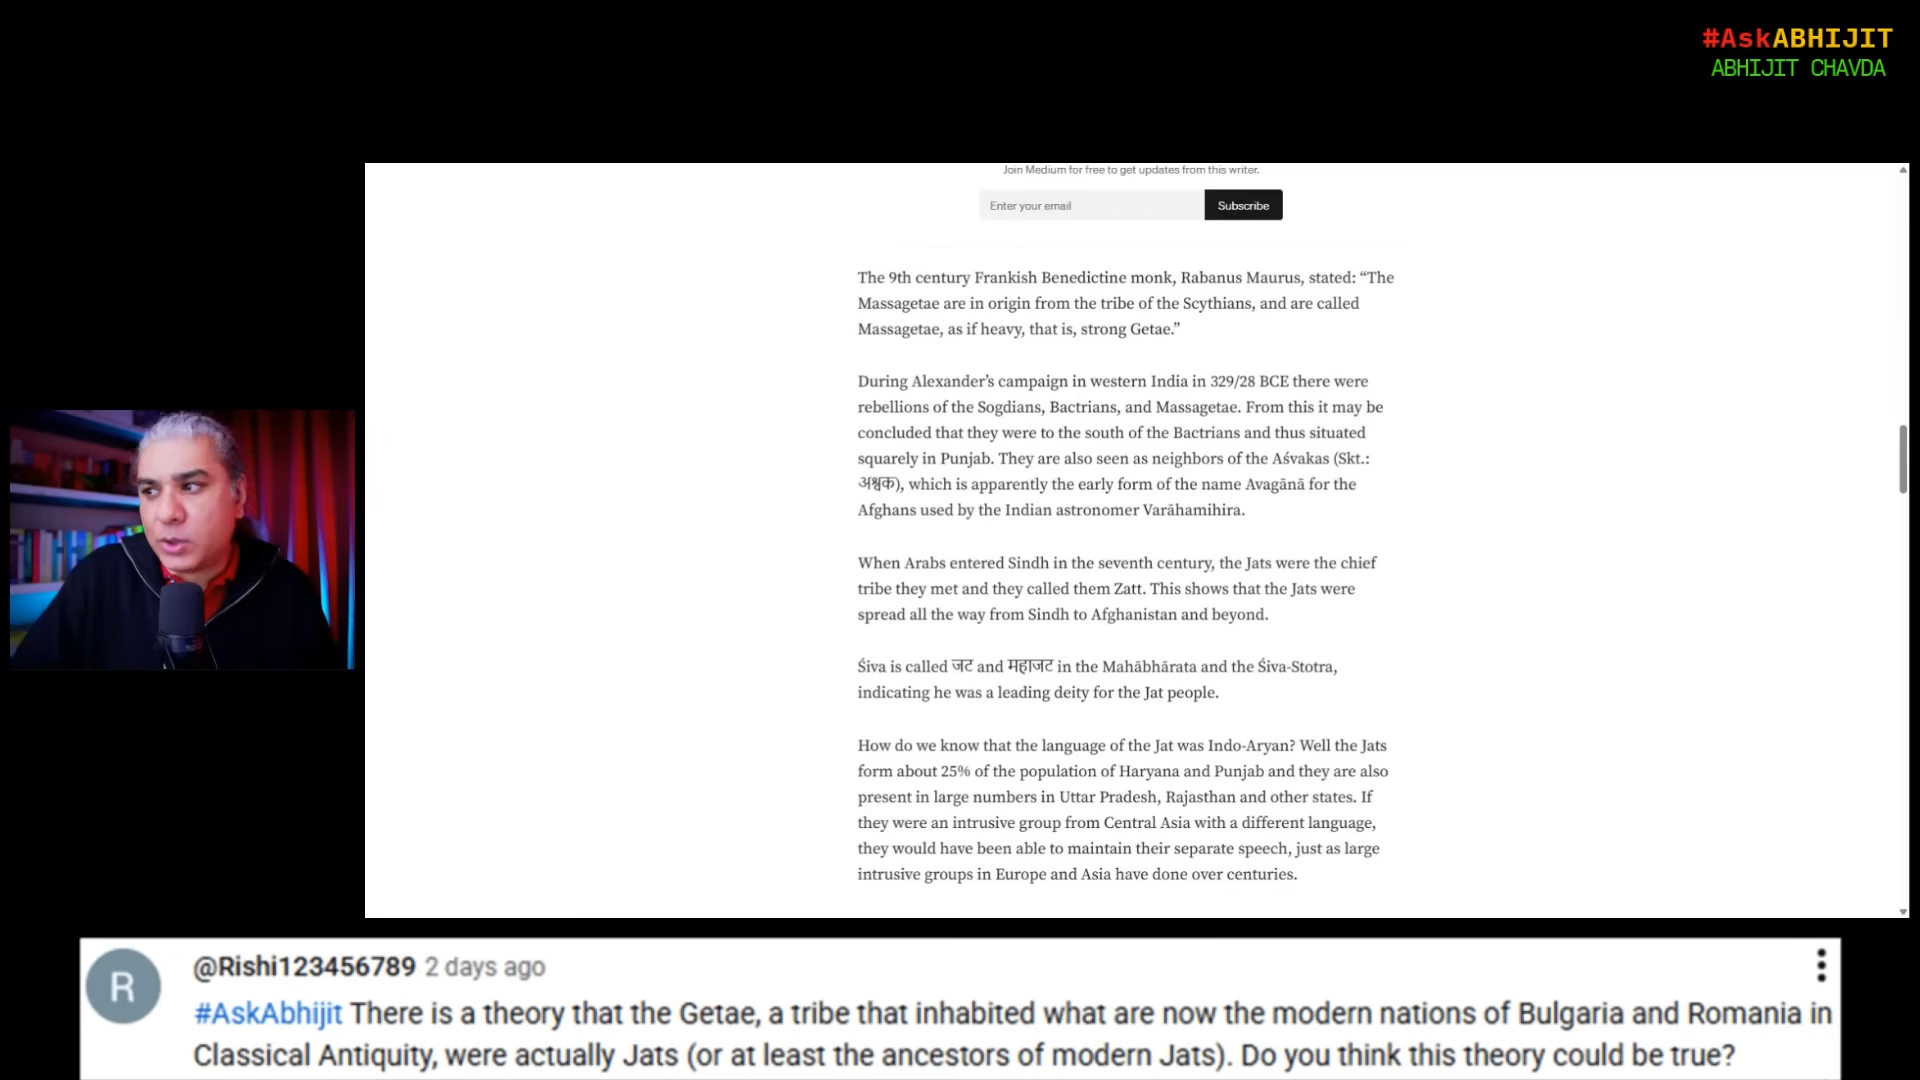 #AskABHIJIT
ABHIJIT CHAVDA
Join Medium for free to get updates from this writer.
Enter your email
Subscribe
The 9th century Frankish Benedictine monk, Rabanus Maurus, stated: “The
Massagetae are in origin from the tribe of the Scythians, and are called
Massagetae, as if heavy, that is, strong Getae.”
During Alexander’s campaign in western India in 329/28 BCE there were
rebellions of the Sogdians, Bactrians, and Massagetae. From this it may be
concluded that they were to the south of the Bactrians and thus situated
squarely in Punjab. They are also seen as neighbors of the Aśvakas (Skt.:
अश्वक), which is apparently the early form of the name Avagānā for the
Afghans used by the Indian astronomer Varāhamihira.
When Arabs entered Sindh in the seventh century, the Jats were the chief
tribe they met and they called them Zatt. This shows that the Jats were
spread all the way from Sindh to Afghanistan and beyond.
Śiva is called जट and महाजट in the Mahābhārata and the Śiva-Stotra,
indicating he was a leading deity for the Jat people.
How do we know that the language of the Jat was Indo-Aryan? Well the Jats
form about 25% of the population of Haryana and Punjab and they are also
present in large numbers in Uttar Pradesh, Rajasthan and other states. If
they were an intrusive group from Central Asia with a different language,
they would have been able to maintain their separate speech, just as large
intrusive groups in Europe and Asia have done over centuries.
R
@Rishi123456789 2 days ago
#AskAbhijit There is a theory that the Getae, a tribe that inhabited what are now the modern nations of Bulgaria and Romania in
Classical Antiquity, were actually Jats (or at least the ancestors of modern Jats). Do you think this theory could be true?